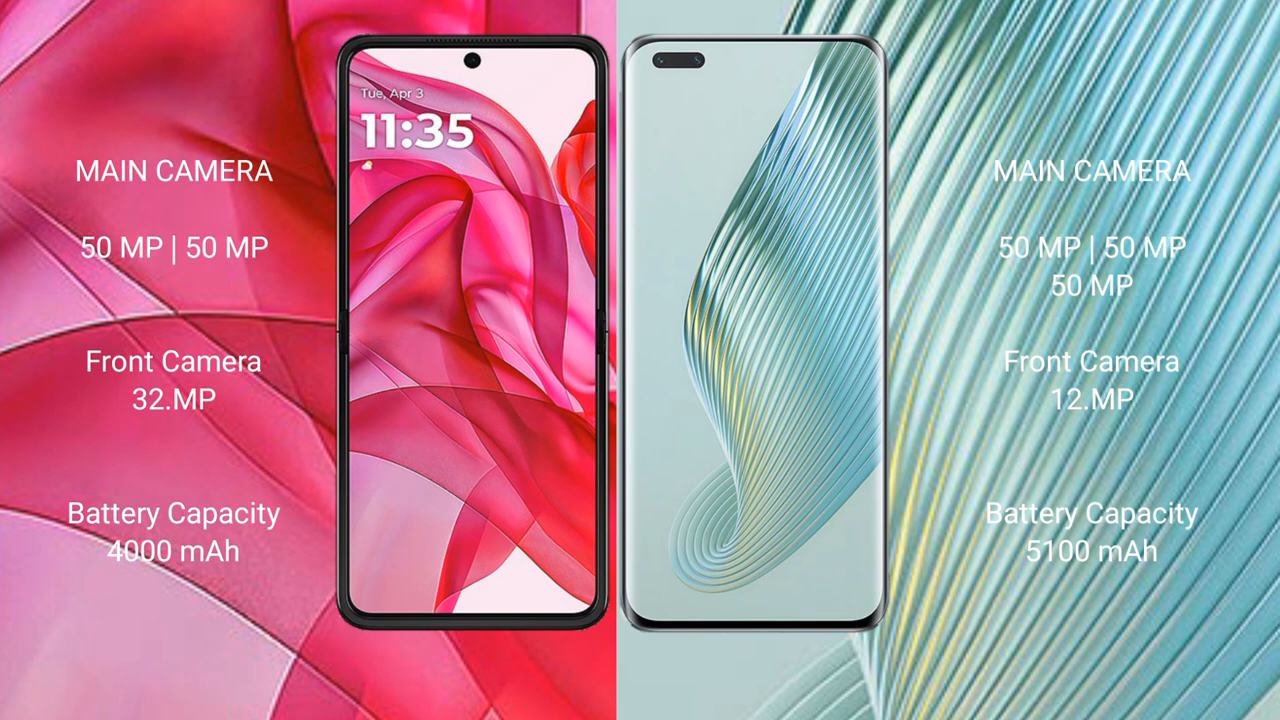 MAIN CAMERA
50 MP | 50 MP
Front Camera
32.MP
Battery Capacity
4000 mAh
Tue, Apr 3
11:35
MAIN CAMERA
50 MP | 50 MP
50 MP
Front Camera
12.MP
Battery Capacity
5100 mAh